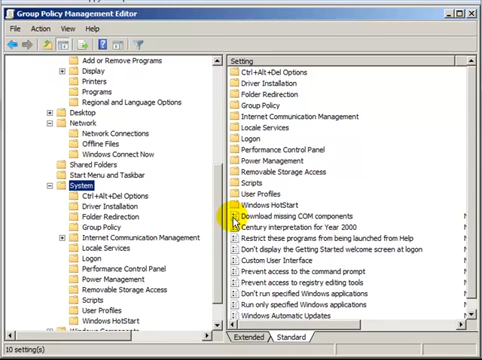 Group Policy Management Editor
File Action View Help
Add or Remove Programs
Display
Printers
Programs
Regional and Language Options
Desktop
Network
Network Connections
Offline Files
Windows Connect Now
Shared Folders
Start Menu and Taskbar
System
Ctrl+Alt+Del Options
Driver Installation
Folder Redirection
Group Policy
Internet Communication Management
Locale Services
Logon
Performance Control Panel
Power Management
Removable Storage Access
Scripts
User Profiles
Windows HotStart
Setting
Ctrl+Alt+Del Options
Driver Installation
Folder Redirection
Group Policy
Internet Communication Management
Locale Services
Logon
Performance Control Panel
Power Management
Removable Storage Access
Scripts
User Profiles
Windows HotStart
Download missing COM components
Century interpretation for Year 2000
Restrict these programs from being launched from Help
Don't display the Getting Started welcome screen at logon
Custom User Interface
Prevent access to the command prompt
Prevent access to registry editing tools
Don't run specified Windows applications
Run only specified Windows applications
Windows Automatic Updates
Extended Standard
10 setting(s)